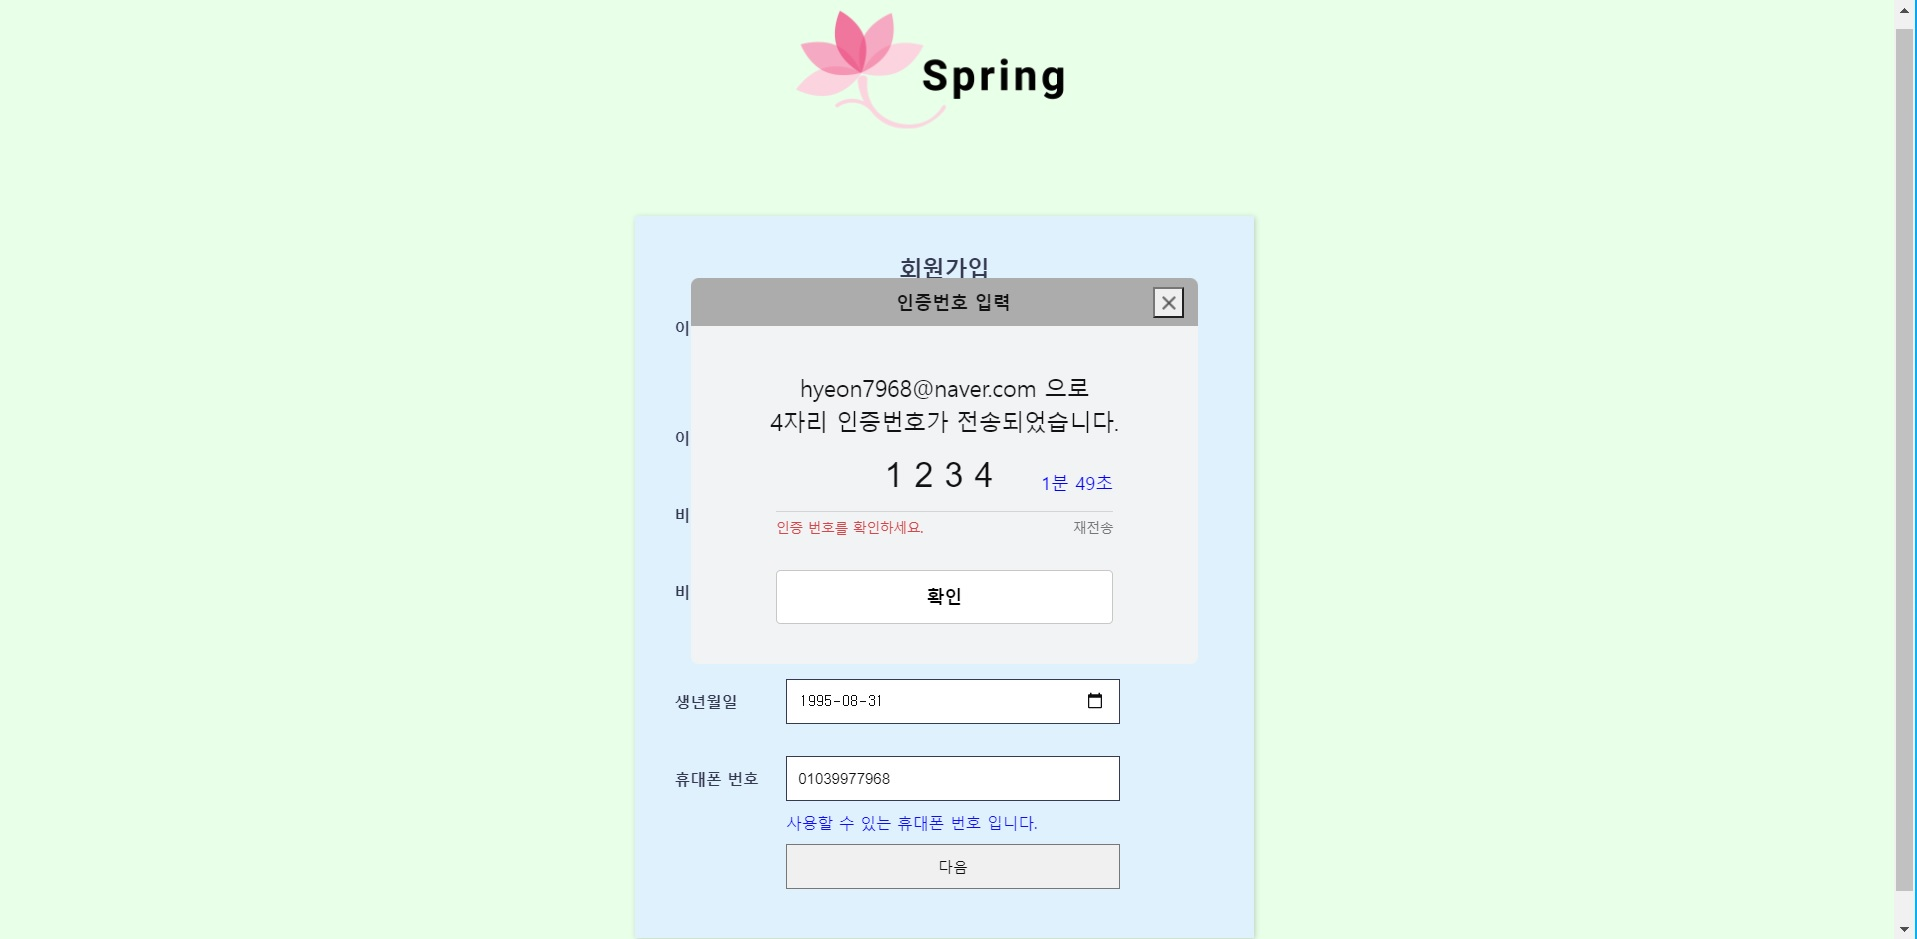 Spring
회원가입
인증번호 입력
이
hyeon7968@naver.com 으로
4자리 인증번호가 전송되었습니다.
이
1 2 3 4
1분 49초
비
인증 번호를 확인하세요.
재전송
비
확인
생년월일
1995-08-31
휴대폰 번호
01039977968
사용할 수 있는 휴대폰 번호 입니다.
다음